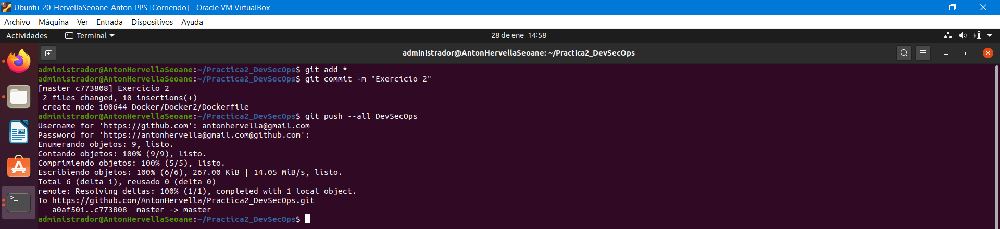 Ubuntu_20_HervellaSeoane_Anton_PPS [Corriendo] - Oracle VM VirtualBox
Archivo Máquina Ver Entrada Dispositivos Ayuda
Actividades Terminal 28 de ene 14:58
administrador@AntonHervellaSeoane: ~/Practica2_DevSecOps
administrador@AntonHervellaSeoane:~/Practica2_DevSecOps$ git add *
administrador@AntonHervellaSeoane:~/Practica2_DevSecOps$ git commit -m "Exercicio 2"
[master c773808] Exercicio 2
 2 files changed, 10 insertions(+)
 create mode 100644 Docker/Docker2/Dockerfile
administrador@AntonHervellaSeoane:~/Practica2_DevSecOps$ git push --all DevSecOps
Username for 'https://github.com': antonhervella@gmail.com
Password for 'https://antonhervella@gmail.com@github.com':
Enumerando objetos: 9, listo.
Contando objetos: 100% (9/9), listo.
Comprimiendo objetos: 100% (5/5), listo.
Escribiendo objetos: 100% (6/6), 267.00 KiB | 14.05 MiB/s, listo.
Total 6 (delta 1), reusado 0 (delta 0)
remote: Resolving deltas: 100% (1/1), completed with 1 local object.
To https://github.com/AntonHervella/Practica2_DevSecOps.git
   a0af501..c773808  master -> master
administrador@AntonHervellaSeoane:~/Practica2_DevSecOps$